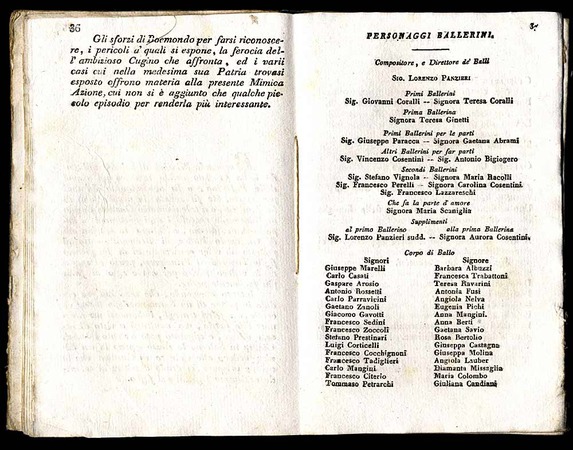 36
Gli sforzi di Boemondo per farsi riconosce-
re, i pericoli a' quali si espone, la ferocia del-
l'ambizioso Cugino che affronta, ed i varii
casi cui nella medesima sua Patria trovasi
esposto offrono materia alla presente Mimica
Azione, cui non si è aggiunto che qualche pic-
colo episodio per renderla più interessante.
PERSONAGGI BALLERINI.
Compositore, e Direttore de' Balli
SIG. LORENZO PANZIERI
Primi Ballerini
Sig. Giovanni Coralli -- Signora Teresa Coralli
Prima Ballerina
Signora Teresa Ginetti
Primi Ballerini per le parti
Sig. Giuseppe Paracca -- Signora Gaetana Abrami
Altri Ballerini per far parti
Sig. Vincenzo Cosentini -- Sig. Antonio Bigiogero
Secondi Ballerini
Sig. Stefano Vignola -- Signora Maria Bacolli
Sig. Francesco Perelli -- Signora Carolina Cosentini.
Sig. Francesco Lazzareschi
Che fa la parte d'amore
Signora Maria Scaniglia
Supplimenti
al primo Ballerino alla prima Ballerina
Sig. Lorenzo Panzieri sudd. -- Signora Aurora Cosentini.
Corpo di Ballo
Signori Signore
Giuseppe Marelli Barbara Albuzzi
Carlo Casati Francesca Trabattoni
Gaspare Arosio Teresa Ravarini
Antonio Rossetti Antonia Fusi
Carlo Parravicini Angiola Nelva
Gaetano Zanoli Eugenia Pichi
Giacomo Gavotti Anna Mangini.
Francesco Sedini Anna Berti
Francesco Zoccoli Gaetana Savio
Stefano Prestinari Rosa Bertolio
Luigi Corticelli Giuseppa Castagna
Francesco Cocchignoni Giuseppa Molina
Francesco Tadiglieri Angiola Lauber
Carlo Mangini Diamanta Missaglia
Francesco Citerio Maria Colombo
Tommaso Petrarchi Giuliana Candiani